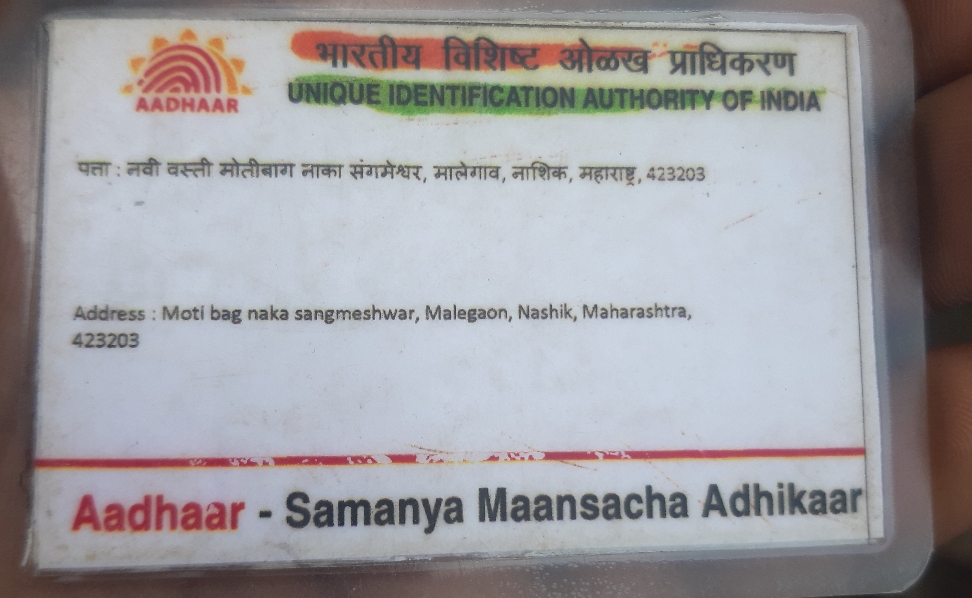 AADHAAR
भारतीय विशिष्ट ओळख प्राधिकरण
UNIQUE IDENTIFICATION AUTHORITY OF INDIA
पत्ता : नवी वस्ती मोतीबाग नाका संगमेश्वर, मालेगाव, नाशिक, महाराष्ट्र, 423203
Address : Moti bag naka sangmeshwar, Malegaon, Nashik, Maharashtra,
423203
Aadhaar - Samanya Maansacha Adhikaar